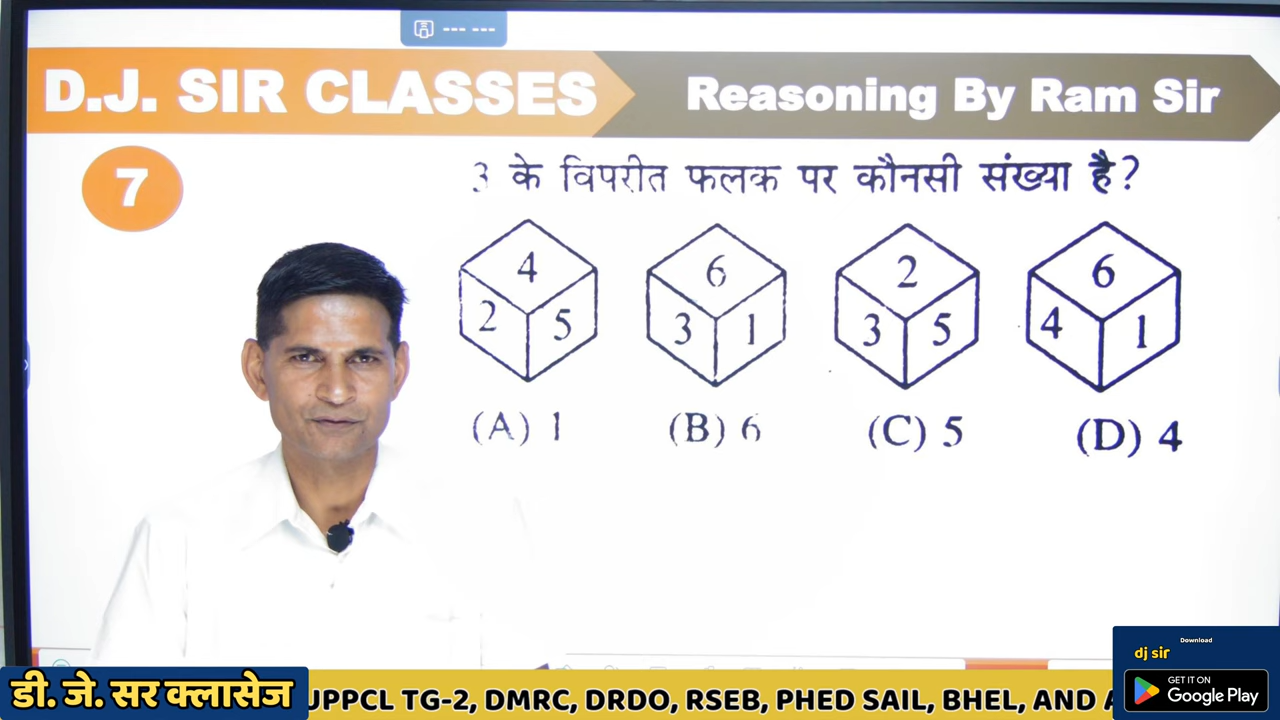 D.J. SIR CLASSES
Reasoning By Ram Sir
7
3 के विपरीत फलक पर कौनसी संख्या है?
4
2 5
6
3 1
2
3 5
6
4 1
(A) 1
(B) 6
(C) 5
(D) 4
डी. जे. सर क्लासेज
UPPCL TG-2, DMRC, DRDO, RSEB, PHED SAIL, BHEL, AND
Download
dj sir
GET IT ON
Google Play